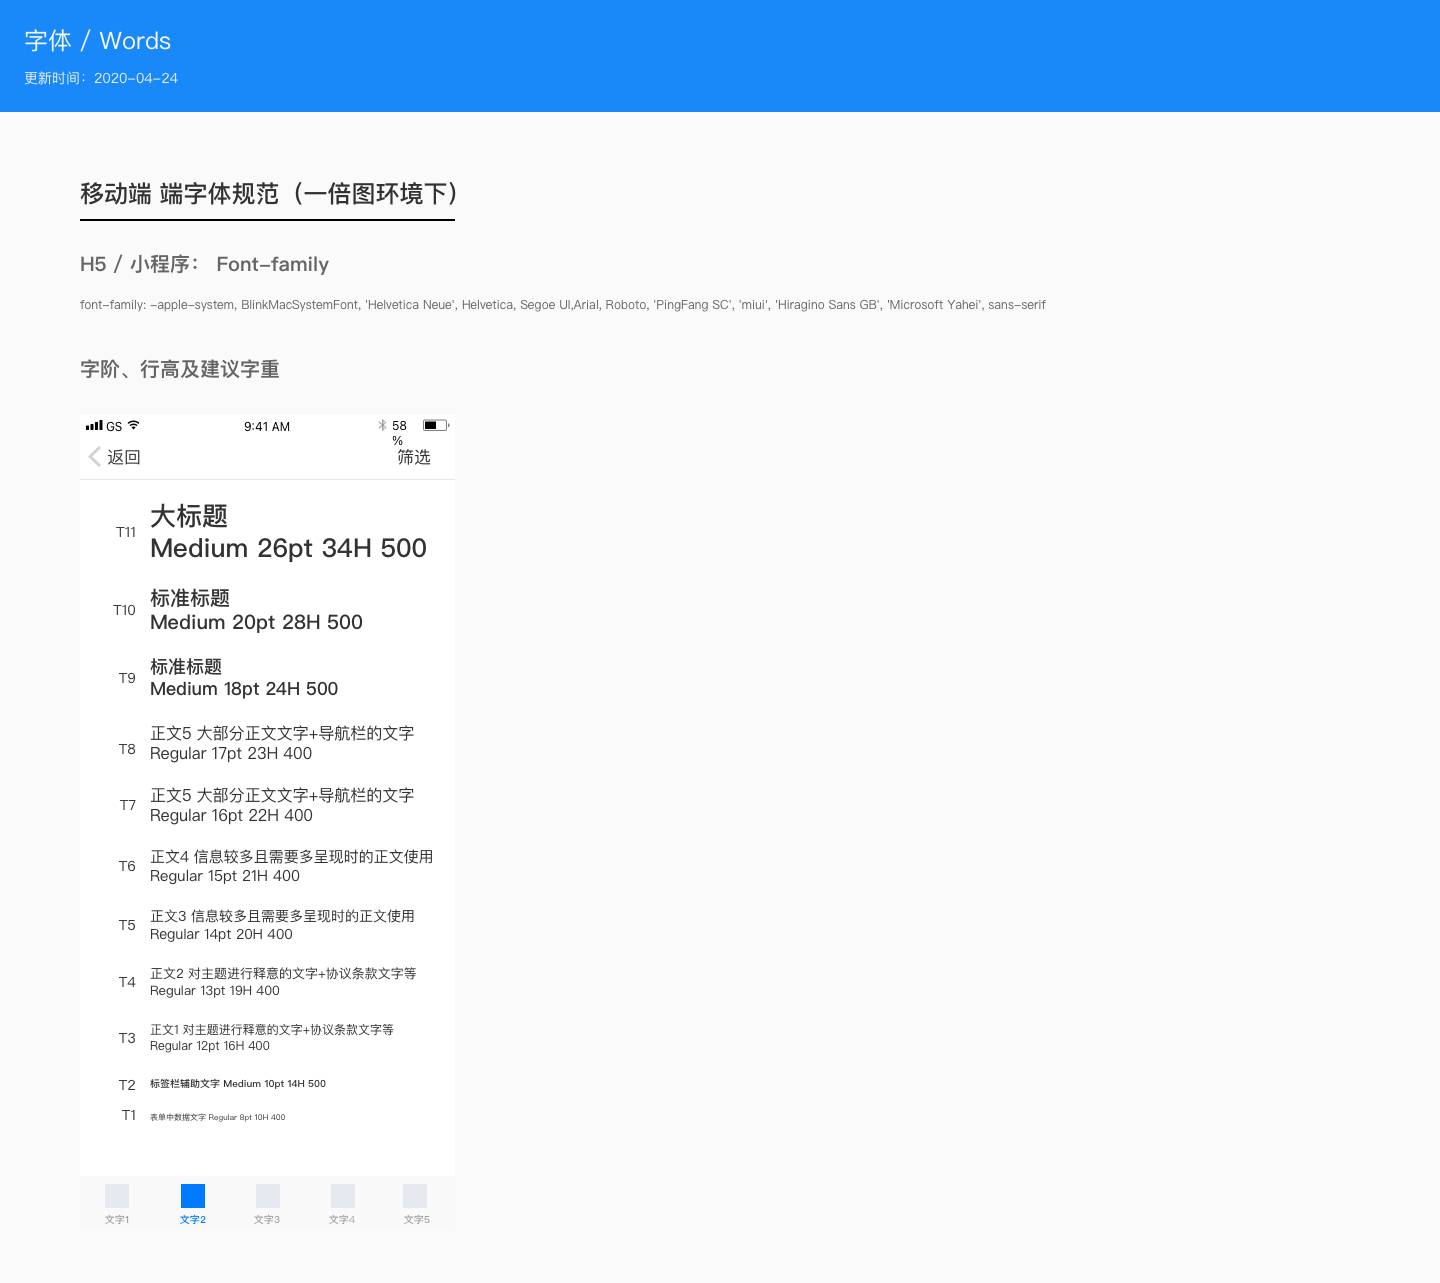 字体 / Words
更新时间：2020-04-24
移动端 端字体规范（一倍图环境下）
H5 / 小程序： Font-family
font-family: -apple-system, BlinkMacSystemFont, 'Helvetica Neue', Helvetica, Segoe UI,Arial, Roboto, 'PingFang SC', 'miui', 'Hiragino Sans GB', 'Microsoft Yahei', sans-serif
字阶、行高及建议字重
GS 9:41 AM 58
%
返回 筛选
大标题
T11
Medium 26pt 34H 500
标准标题
T10
Medium 20pt 28H 500
标准标题
T9
Medium 18pt 24H 500
正文5 大部分正文文字+导航栏的文字
T8
Regular 17pt 23H 400
正文5 大部分正文文字+导航栏的文字
T7
Regular 16pt 22H 400
正文4 信息较多且需要多呈现时的正文使用
T6
Regular 15pt 21H 400
正文3 信息较多且需要多呈现时的正文使用
T5
Regular 14pt 20H 400
正文2 对主题进行释意的文字+协议条款文字等
T4
Regular 13pt 19H 400
正文1 对主题进行释意的文字+协议条款文字等
T3
Regular 12pt 16H 400
T2 标签栏辅助文字 Medium 10pt 14H 500
T1 表单中数据文字 Regular 8pt 10H 400
文字1 文字2 文字3 文字4 文字5